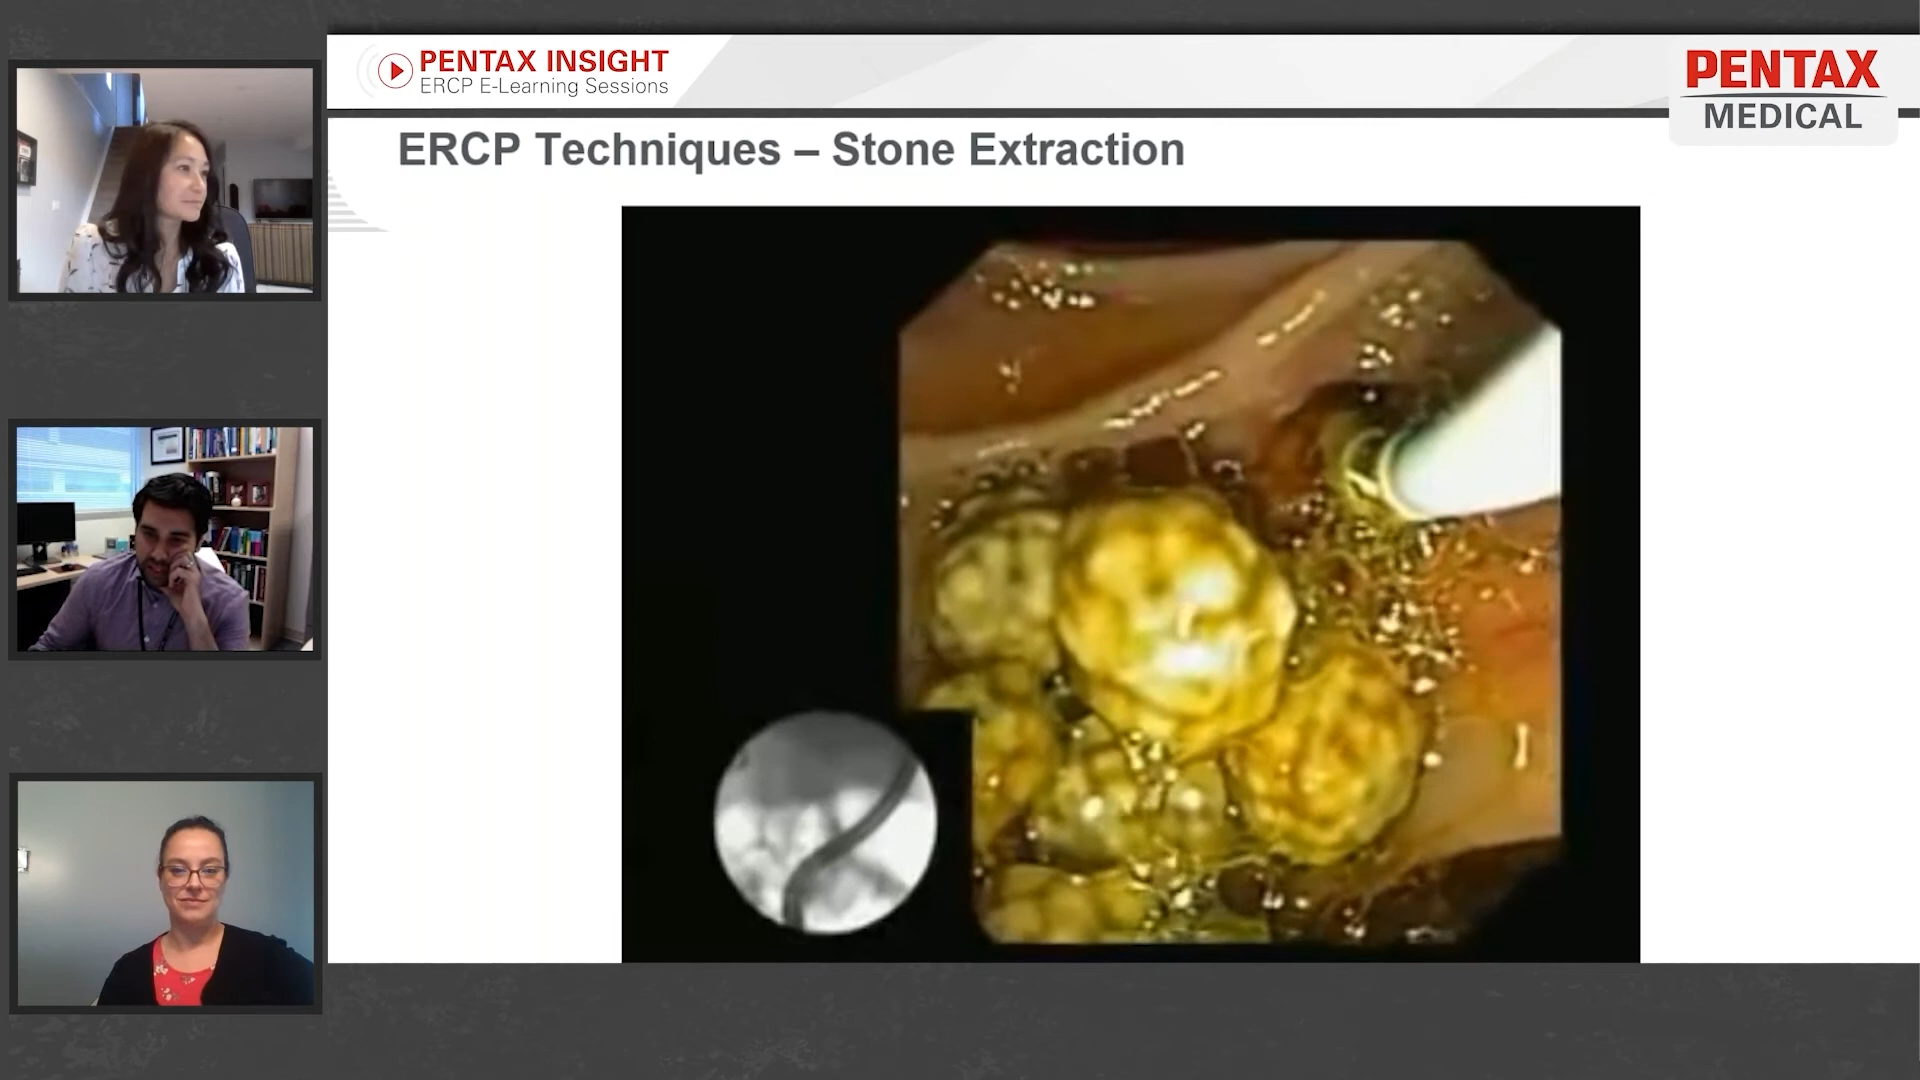 PENTAX INSIGHT
ERCP E-Learning Sessions
PENTAX
MEDICAL
ERCP Techniques – Stone Extraction